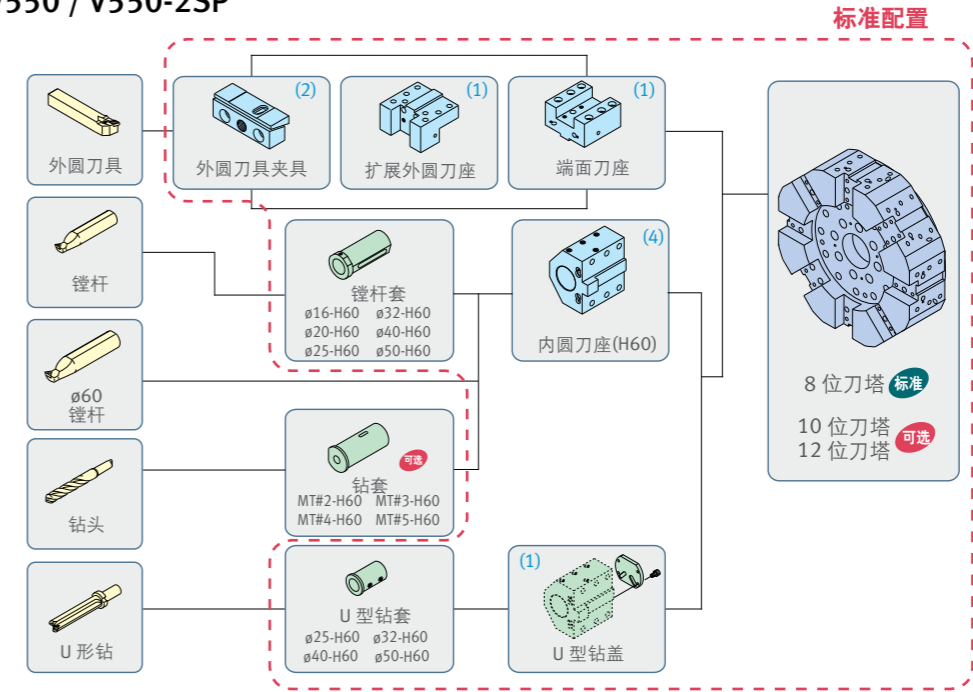 V550 / V550-2SP
标准配置
外圆刀具
(2)
外圆刀具夹具
(1)
扩展外圆刀座
(1)
端面刀座
镗杆
镗杆套
ø16-H60 ø32-H60
ø20-H60 ø40-H60
ø25-H60 ø50-H60
(4)
内圆刀座(H60)
ø60
镗杆
钻头
可选
钻套
MT#2-H60 MT#3-H60
MT#4-H60 MT#5-H60
U 形钻
U 型钻套
ø25-H60 ø32-H60
ø40-H60 ø50-H60
(1)
U 型钻盖
8 位刀塔 标准
10 位刀塔
12 位刀塔
可选